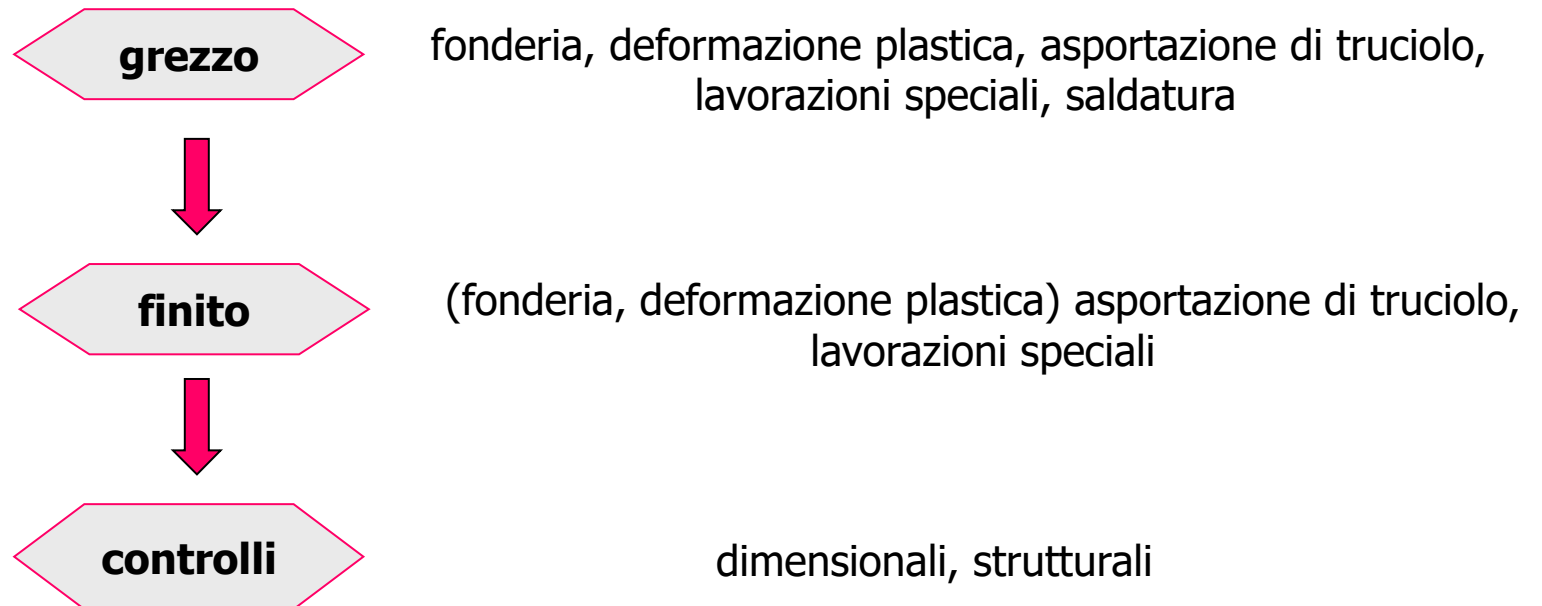 grezzo
fonderia, deformazione plastica, asportazione di truciolo,
lavorazioni speciali, saldatura
finito
(fonderia, deformazione plastica) asportazione di truciolo,
lavorazioni speciali
controlli
dimensionali, strutturali